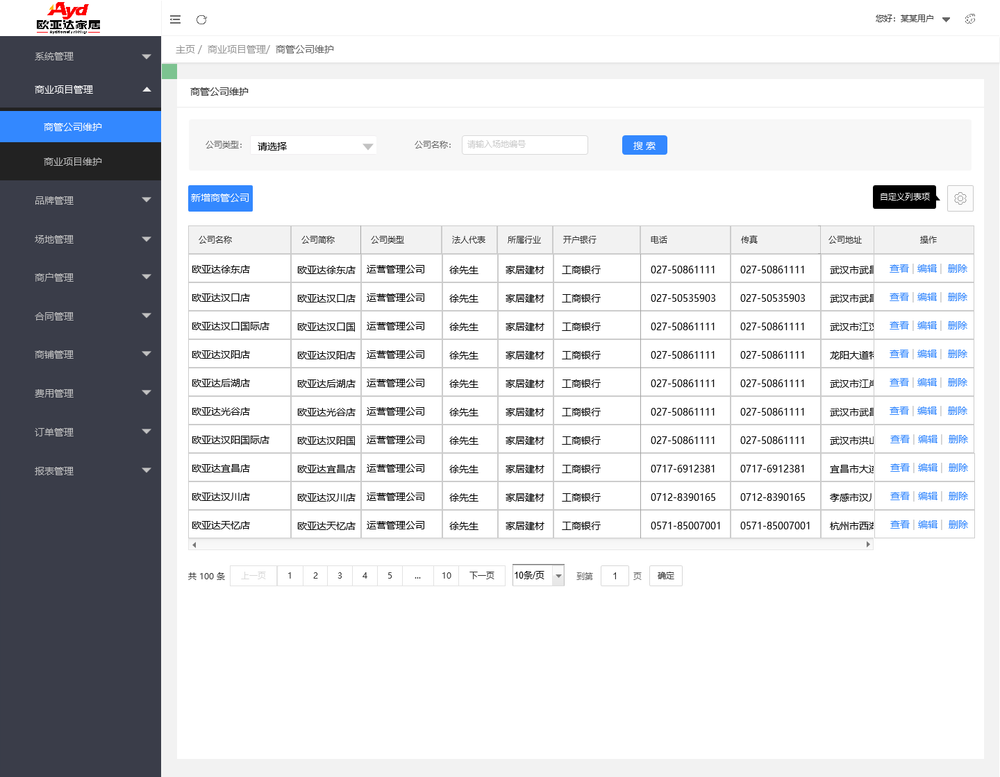 Ayd
欧亚达家居
AydHomeFurnishings
您好：某某用户
主页 / 商业项目管理/ 商管公司维护
系统管理
商业项目管理
商管公司维护
商业项目维护
品牌管理
场地管理
商户管理
合同管理
商铺管理
费用管理
订单管理
报表管理
商管公司维护
公司类型： 请选择 公司名称： 请输入场地编号 搜 索
新增商管公司 自定义列表项
公司名称 公司简称 公司类型 法人代表 所属行业 开户银行 电话 传真 公司地址 操作
欧亚达徐东店 欧亚达徐东店 运营管理公司 徐先生 家居建材 工商银行 027-50861111 027-50861111 武汉市武昌 查看 | 编辑 | 删除
欧亚达汉口店 欧亚达汉口店 运营管理公司 徐先生 家居建材 工商银行 027-50535903 027-50535903 武汉市武昌 查看 | 编辑 | 删除
欧亚达汉口国际店 欧亚达汉口国 运营管理公司 徐先生 家居建材 工商银行 027-50861111 027-50861111 武汉市江汉 查看 | 编辑 | 删除
欧亚达汉阳店 欧亚达汉阳店 运营管理公司 徐先生 家居建材 工商银行 027-50861111 027-50861111 龙阳大道特 查看 | 编辑 | 删除
欧亚达后湖店 欧亚达后湖店 运营管理公司 徐先生 家居建材 工商银行 027-50861111 027-50861111 武汉市江岸 查看 | 编辑 | 删除
欧亚达光谷店 欧亚达光谷店 运营管理公司 徐先生 家居建材 工商银行 027-50861111 027-50861111 武汉市武昌 查看 | 编辑 | 删除
欧亚达汉阳国际店 欧亚达汉阳国 运营管理公司 徐先生 家居建材 工商银行 027-50861111 027-50861111 武汉市洪山 查看 | 编辑 | 删除
欧亚达宜昌店 欧亚达宜昌店 运营管理公司 徐先生 家居建材 工商银行 0717-6912381 0717-6912381 宜昌市大连 查看 | 编辑 | 删除
欧亚达汉川店 欧亚达汉川店 运营管理公司 徐先生 家居建材 工商银行 0712-8390165 0712-8390165 孝感市汉川 查看 | 编辑 | 删除
欧亚达天忆店 欧亚达天忆店 运营管理公司 徐先生 家居建材 工商银行 0571-85007001 0571-85007001 杭州市西湖 查看 | 编辑 | 删除
共 100 条 上一页 1 2 3 4 5 ... 10 下一页 10条/页 到第 1 页 确定